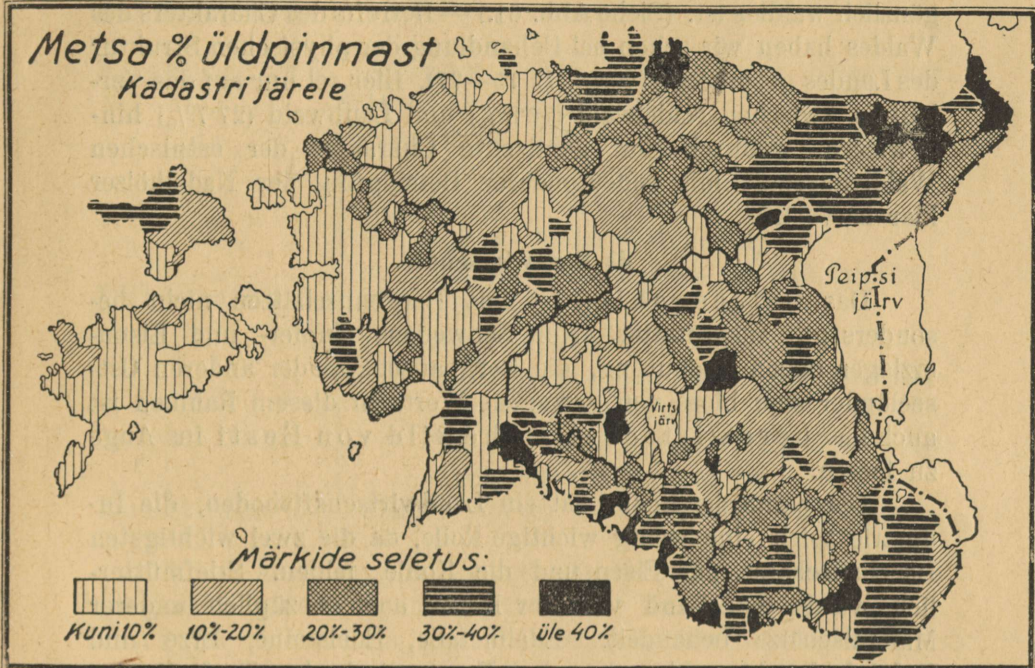 Metsa % üldpinnast
Kadastri järele
Peipsi
järv
Virts
järv
Märkide seletus:
Kuni 10% 10%-20% 20%-30% 30%-40% üle 40%